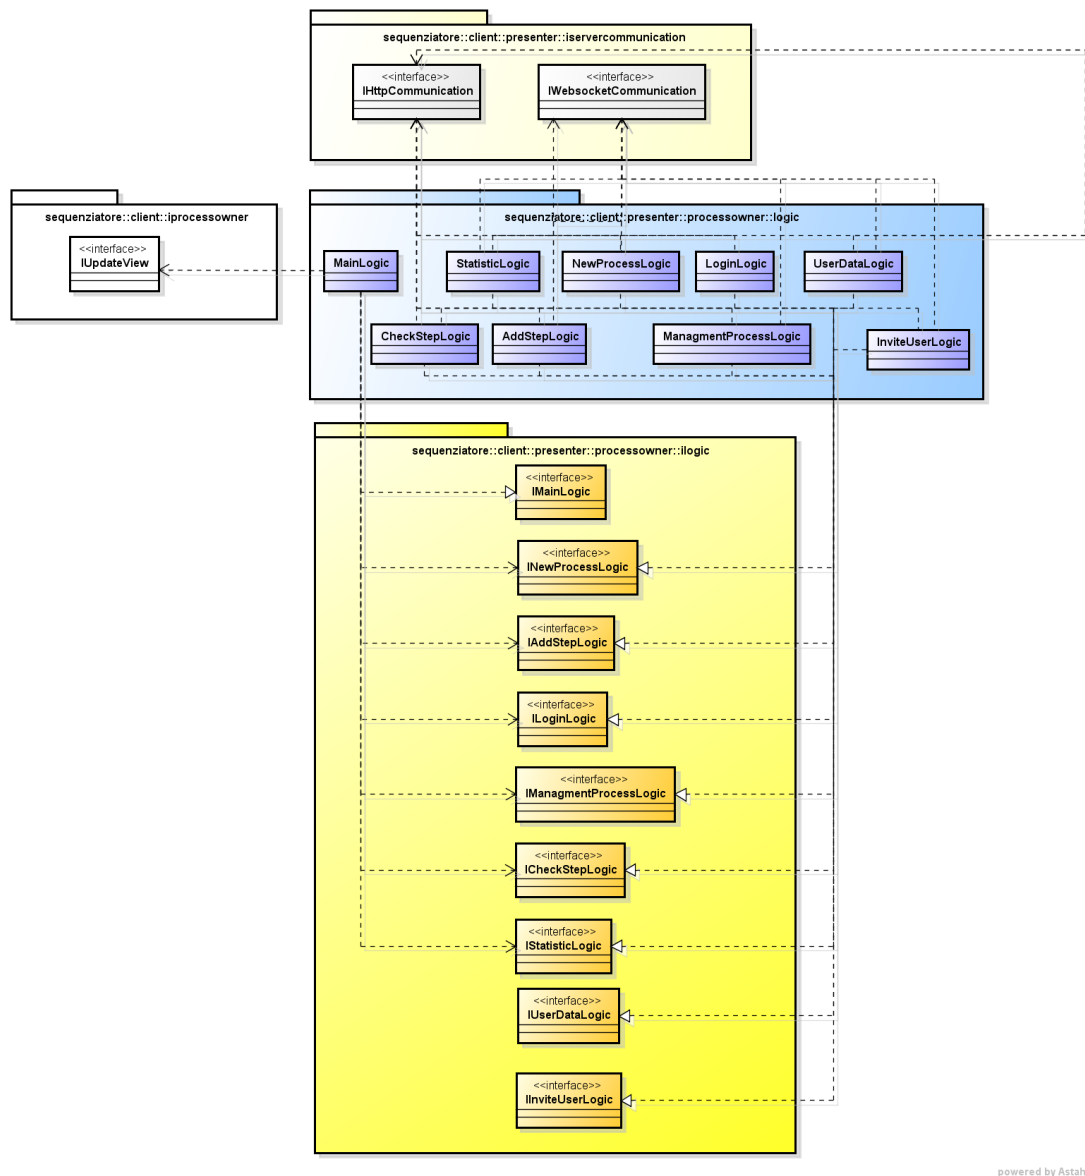 sequenziatore::client::presenter::iservercommunication
<<interface>>
IHttpCommunication
<<interface>>
IWebsocketCommunication
sequenziatore::client::iprocessowner
<<interface>>
IUpdateView
sequenziatore::client::presenter::processowner::logic
MainLogic
StatisticLogic
NewProcessLogic
LoginLogic
UserDataLogic
CheckStepLogic
AddStepLogic
ManagmentProcessLogic
InviteUserLogic
sequenziatore::client::presenter::processowner::ilogic
<<interface>>
IMainLogic
<<interface>>
INewProcessLogic
<<interface>>
IAddStepLogic
<<interface>>
ILoginLogic
<<interface>>
IManagmentProcessLogic
<<interface>>
ICheckStepLogic
<<interface>>
IStatisticLogic
<<interface>>
IUserDataLogic
<<interface>>
IInviteUserLogic
powered by Astah